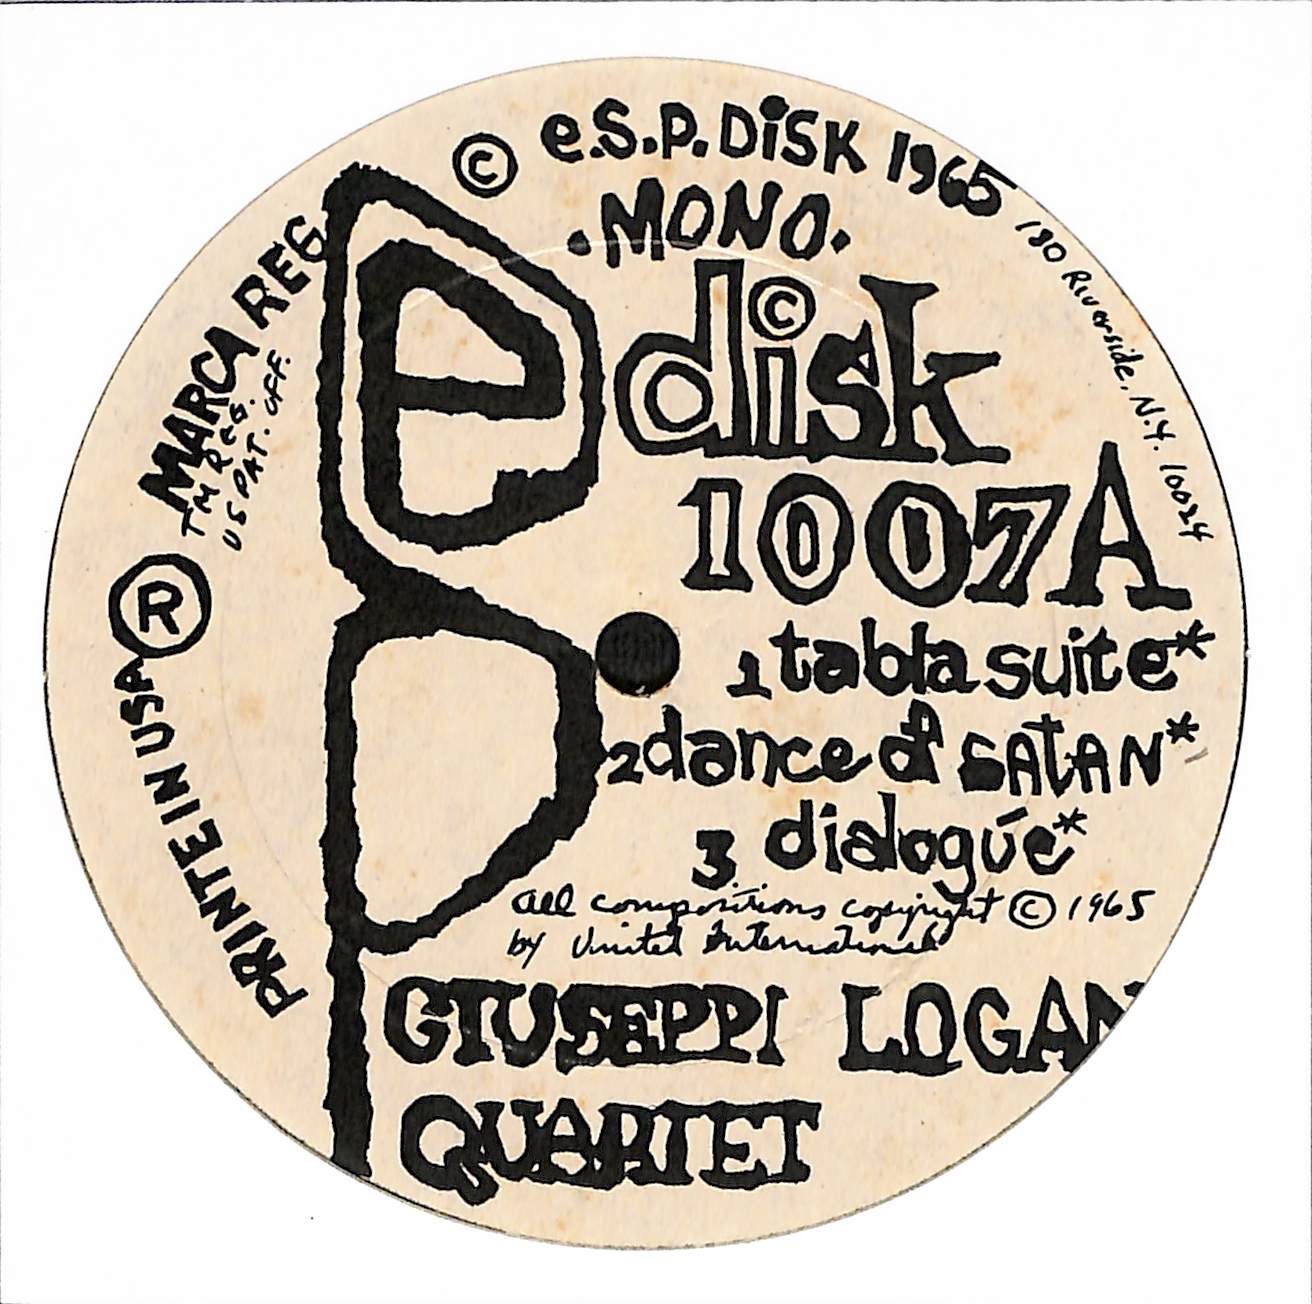 © e.S.P. DiSK 1965
180 Riverside, N.Y. 10024
·MONO·
esp disk ©
1007A
1 tabla suite*
2 dance of SATAN*
3 dialogúe*
All compositions copyright © 1965
by United International
GIUSEPPI LOGAN
QUARTET
MARCA REG
TM REG.
US PAT. OFF.
®
PRINTE IN USA